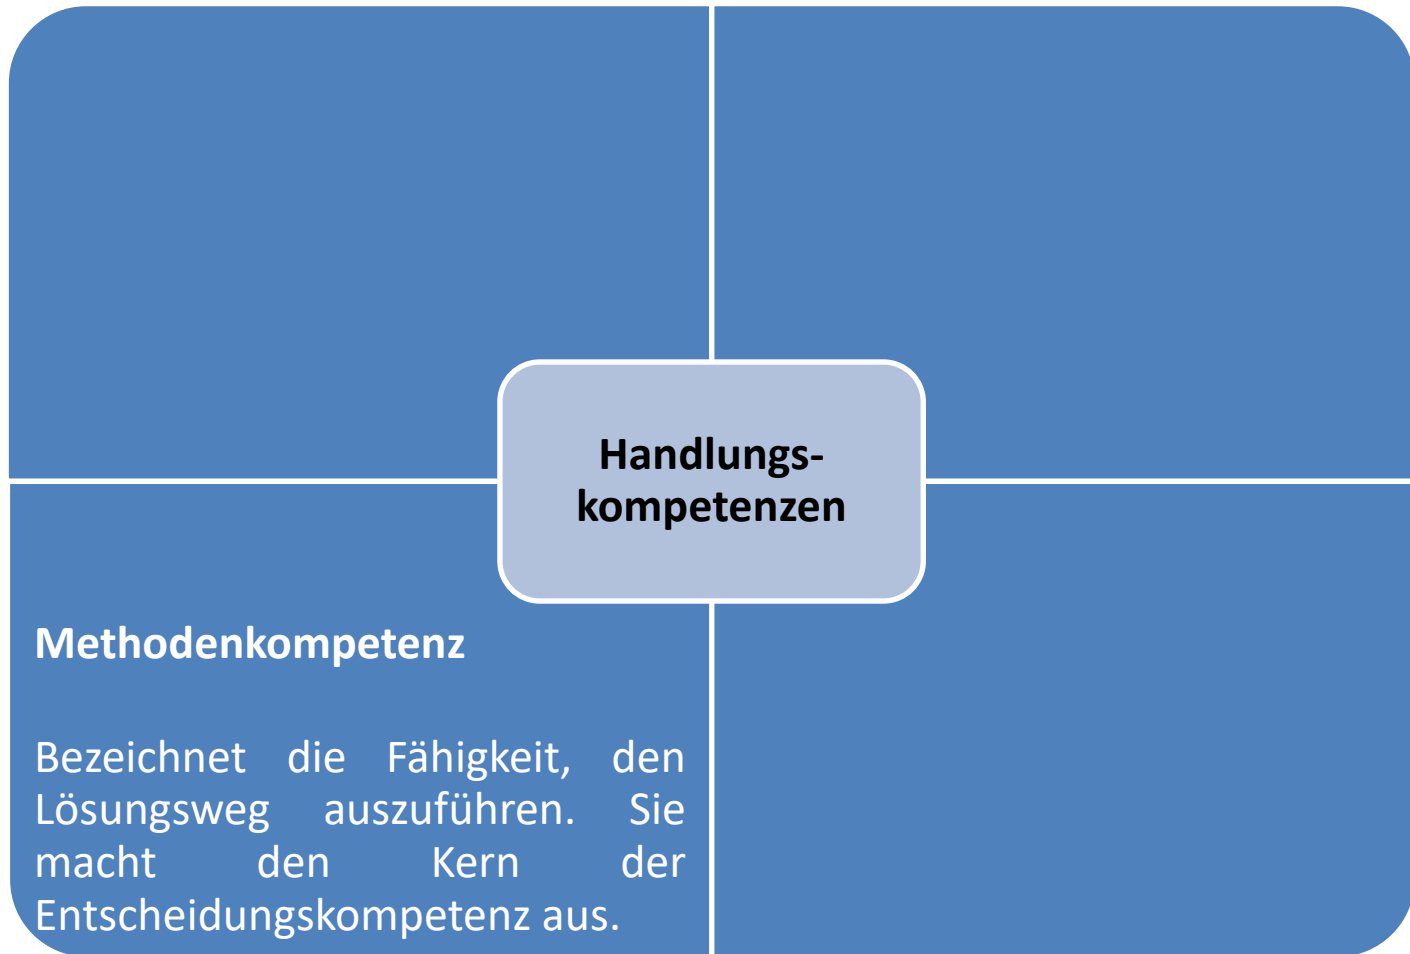 Handlungs-
kompetenzen
Methodenkompetenz
Bezeichnet die Fähigkeit, den
Lösungsweg auszuführen. Sie
macht den Kern der
Entscheidungskompetenz aus.